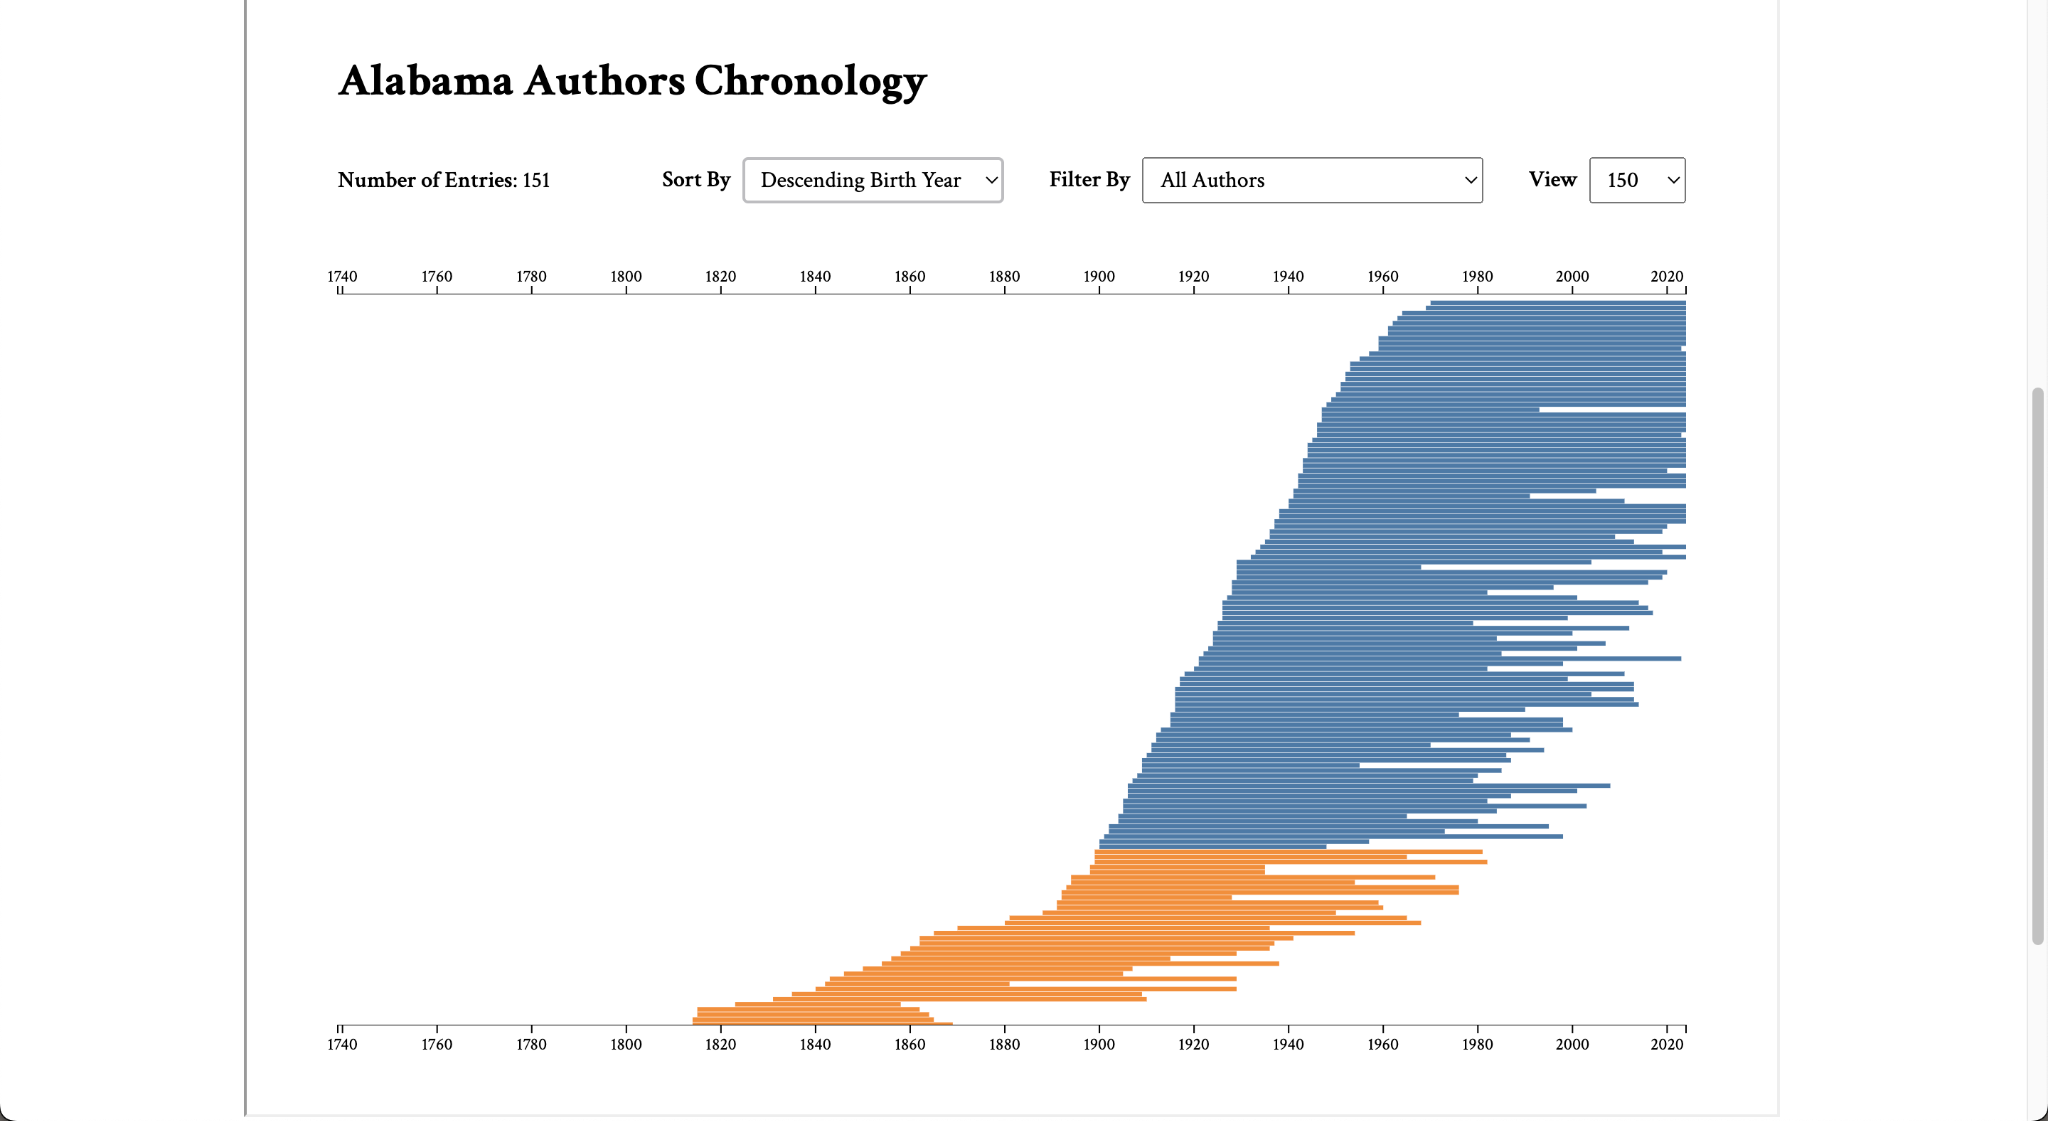 Alabama Authors Chronology
Number of Entries: 151 Sort By Descending Birth Year Filter By All Authors View 150
1740 1760 1780 1800 1820 1840 1860 1880 1900 1920 1940 1960 1980 2000 2020
1740 1760 1780 1800 1820 1840 1860 1880 1900 1920 1940 1960 1980 2000 2020